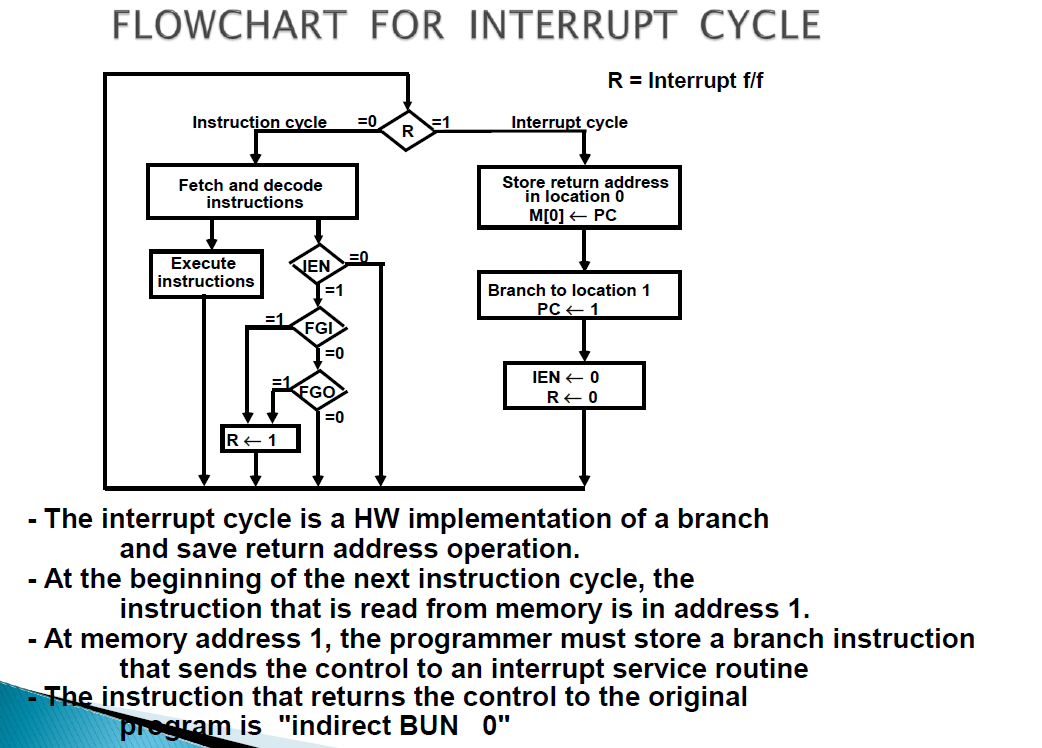 FLOWCHART FOR INTERRUPT CYCLE
R = Interrupt f/f
Instruction cycle =0 R =1 Interrupt cycle
Fetch and decode
instructions
Store return address
in location 0
M[0] ← PC
Execute
instructions
IEN =0
=1
Branch to location 1
PC ← 1
=1 FGI
=0
=1 FGO
=0
IEN ← 0
R ← 0
R ← 1
- The interrupt cycle is a HW implementation of a branch
and save return address operation.
- At the beginning of the next instruction cycle, the
instruction that is read from memory is in address 1.
- At memory address 1, the programmer must store a branch instruction
that sends the control to an interrupt service routine
- The instruction that returns the control to the original
program is "indirect BUN 0"